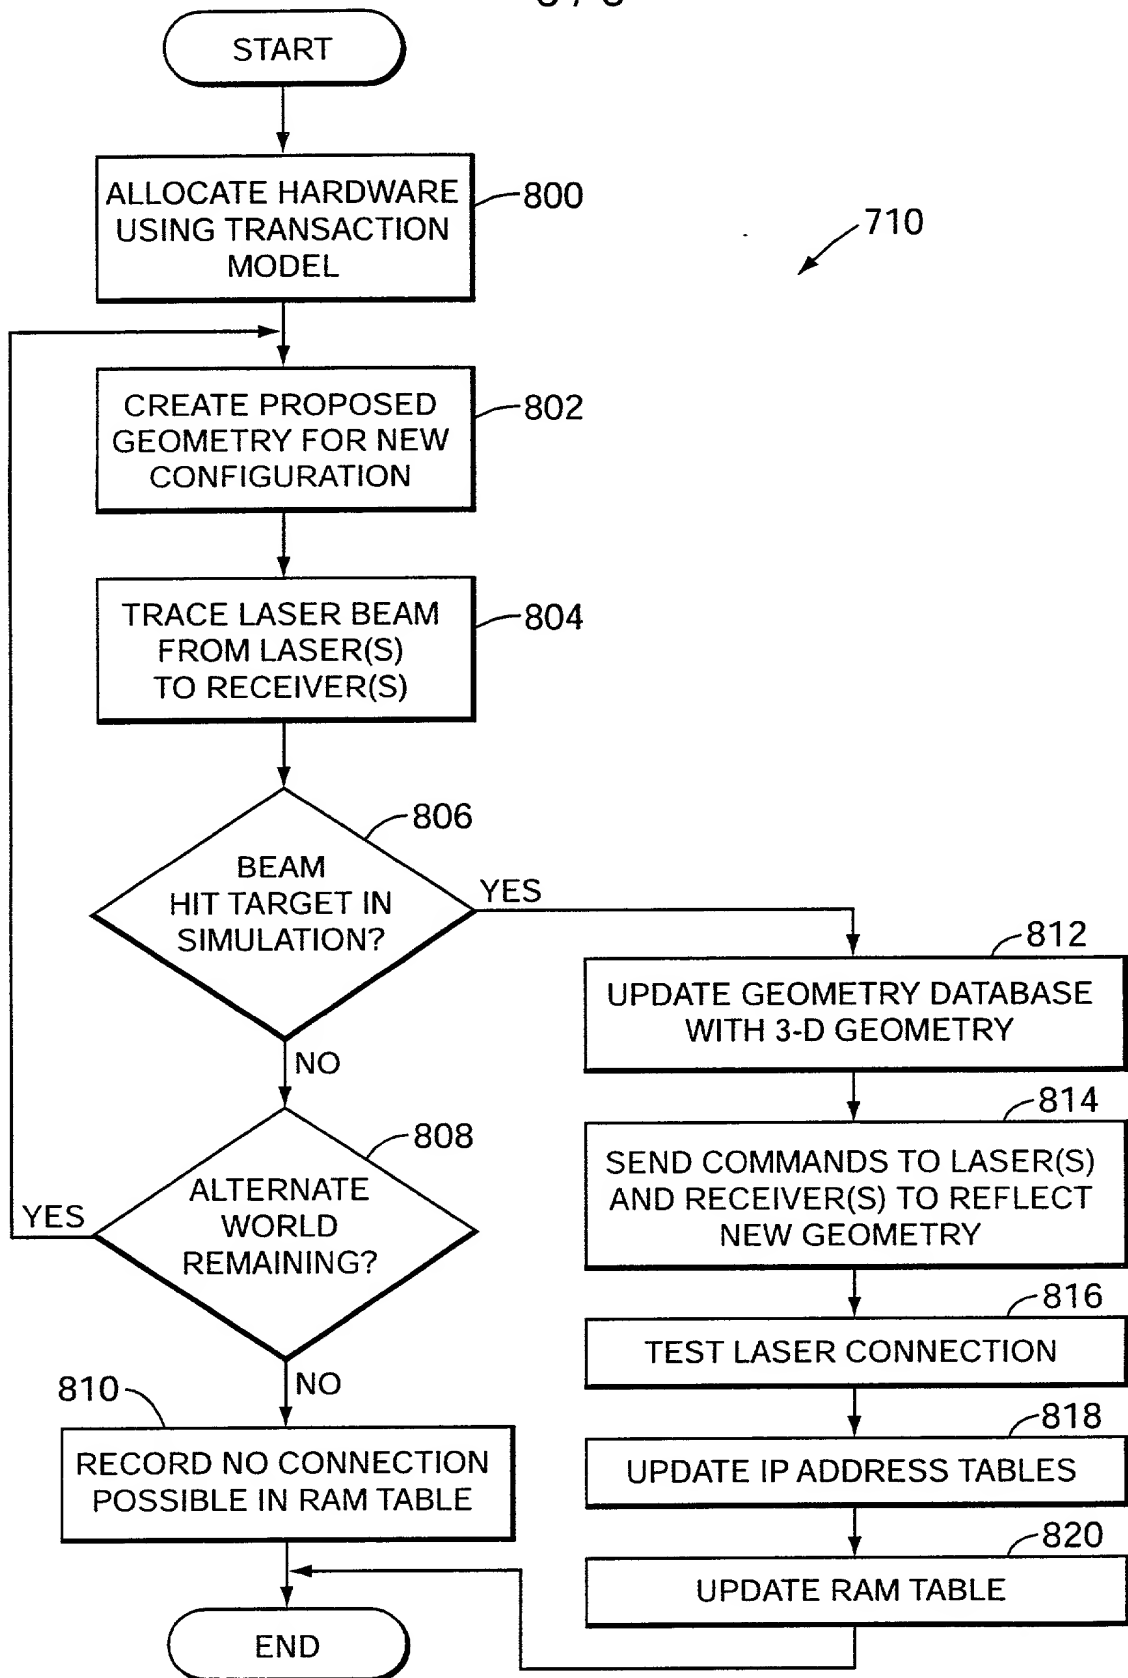 START
ALLOCATE HARDWARE
USING TRANSACTION
MODEL
800
710
CREATE PROPOSED
GEOMETRY FOR NEW
CONFIGURATION
802
TRACE LASER BEAM
FROM LASER(S)
TO RECEIVER(S)
804
806
BEAM
HIT TARGET IN
SIMULATION?
YES
NO
808
ALTERNATE
WORLD
REMAINING?
YES
NO
810
RECORD NO CONNECTION
POSSIBLE IN RAM TABLE
812
UPDATE GEOMETRY DATABASE
WITH 3-D GEOMETRY
814
SEND COMMANDS TO LASER(S)
AND RECEIVER(S) TO REFLECT
NEW GEOMETRY
816
TEST LASER CONNECTION
818
UPDATE IP ADDRESS TABLES
820
UPDATE RAM TABLE
END